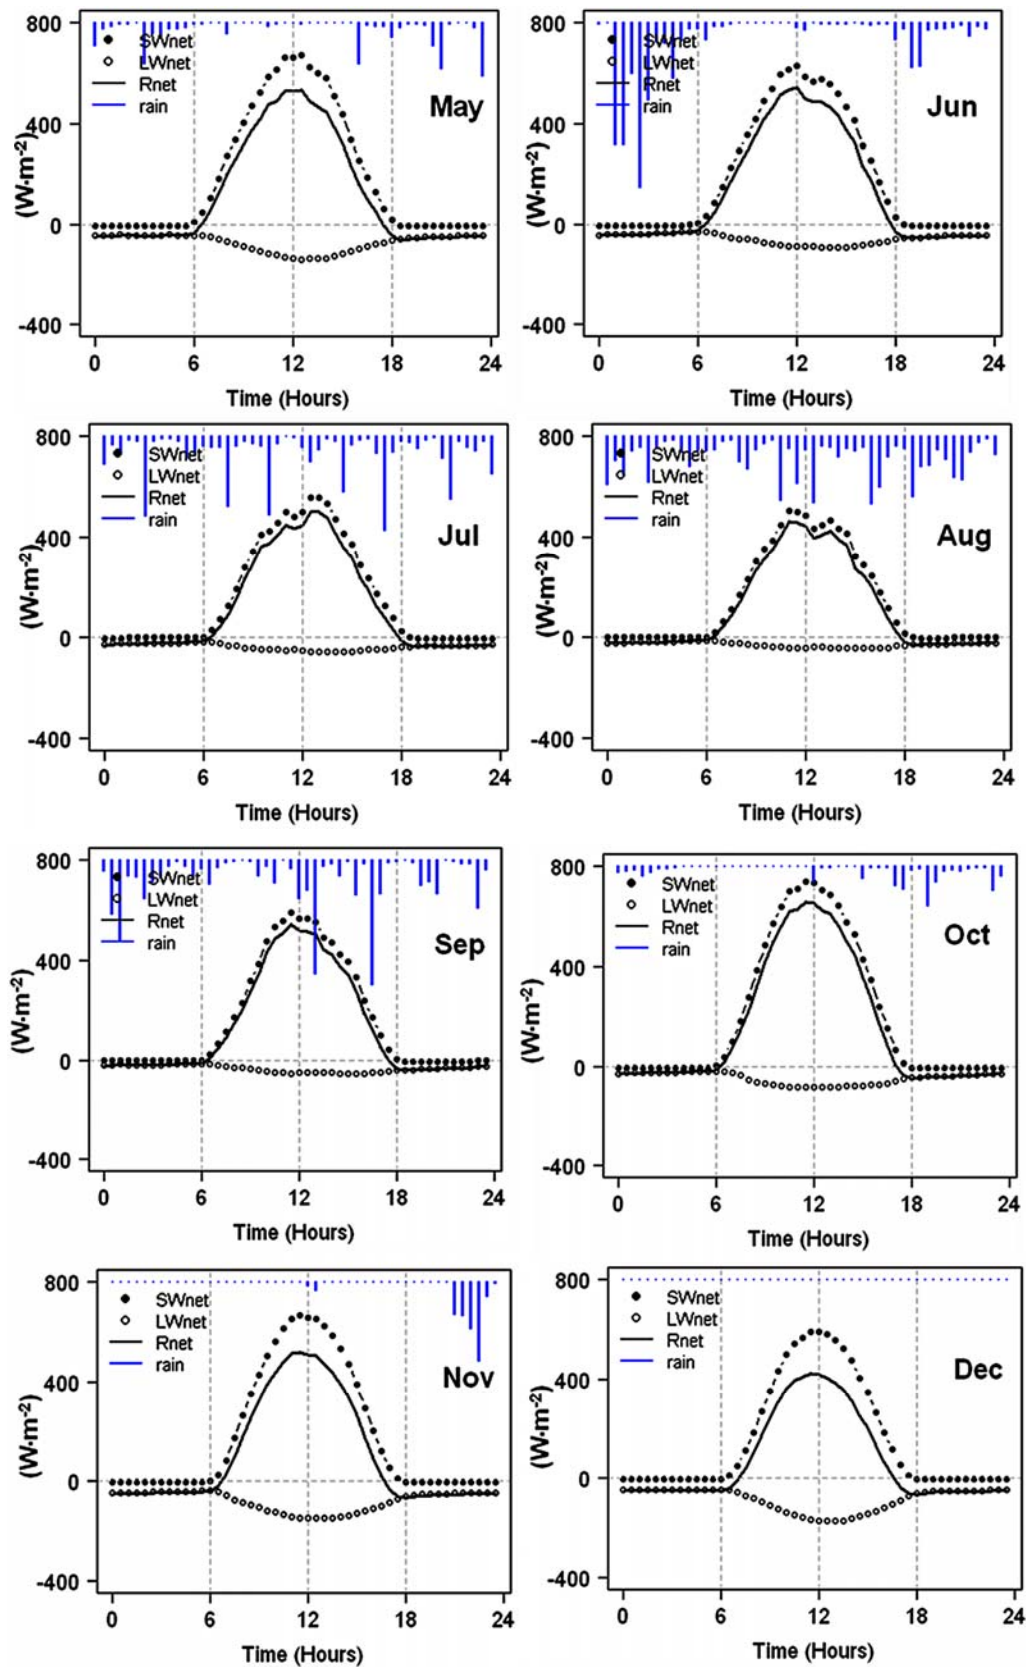 800
400
0
-400
(W·m-2)
SWnet
LWnet
Rnet
rain
May
0 6 12 18 24
Time (Hours)
800
400
0
-400
(W·m-2)
SWnet
LWnet
Rnet
rain
Jun
0 6 12 18 24
Time (Hours)
800
400
0
-400
(W·m-2)
SWnet
LWnet
Rnet
rain
Jul
0 6 12 18 24
Time (Hours)
800
400
0
-400
(W·m-2)
SWnet
LWnet
Rnet
rain
Aug
0 6 12 18 24
Time (Hours)
800
400
0
-400
(W·m-2)
SWnet
LWnet
Rnet
rain
Sep
0 6 12 18 24
Time (Hours)
800
400
0
-400
(W·m-2)
SWnet
LWnet
Rnet
rain
Oct
0 6 12 18 24
Time (Hours)
800
400
0
-400
(W·m-2)
SWnet
LWnet
Rnet
rain
Nov
0 6 12 18 24
Time (Hours)
800
400
0
-400
(W·m-2)
SWnet
LWnet
Rnet
rain
Dec
0 6 12 18 24
Time (Hours)